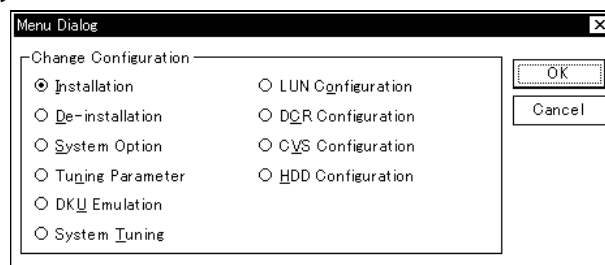 Menu Dialog
Change Configuration
Installation
De-installation
System Option
Tuning Parameter
DKU Emulation
System Tuning
LUN Configuration
DCR Configuration
CVS Configuration
HDD Configuration
OK
Cancel